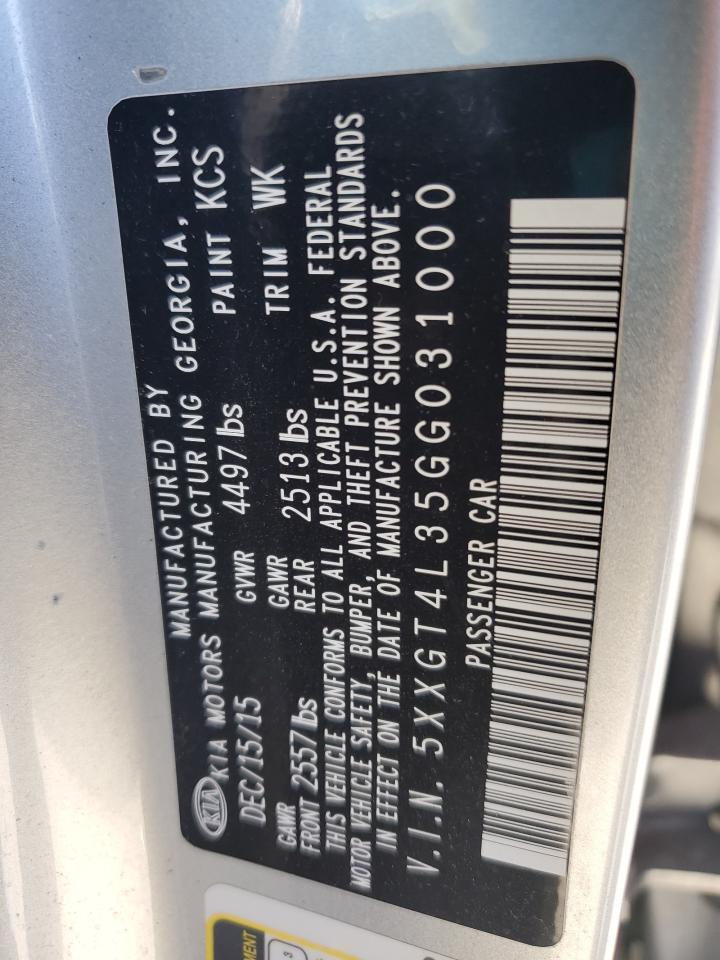 MANUFACTURED BY
KIA KIA MOTORS MANUFACTURING GEORGIA, INC.
DEC/15/15 GVWR 4497 lbs PAINT KCS
GAWR FRONT 2557 lbs GAWR REAR 2513 lbs TRIM WK
THIS VEHICLE CONFORMS TO ALL APPLICABLE U.S.A. FEDERAL
MOTOR VEHICLE SAFETY, BUMPER, AND THEFT PREVENTION STANDARDS
IN EFFECT ON THE DATE OF MANUFACTURE SHOWN ABOVE.
V.I.N. 5XXGT4L35GG031000
PASSENGER CAR
3